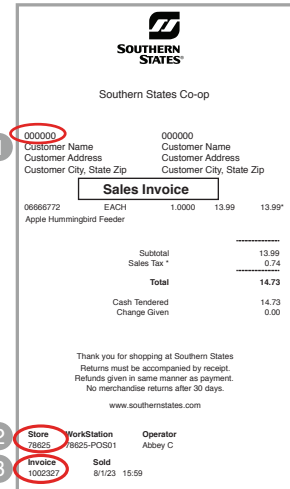 SOUTHERN
STATES®
Southern States Co-op
000000 000000
Customer Name Customer Name
Customer Address Customer Address
Customer City, State Zip Customer City, State Zip
Sales Invoice
06666772 EACH 1.0000 13.99 13.99*
Apple Hummingbird Feeder
Subtotal 13.99
Sales Tax * 0.74
Total 14.73
Cash Tendered 14.73
Change Given 0.00
Thank you for shopping at Southern States
Returns must be accompanied by receipt.
Refunds given in same manner as payment.
No merchandise returns after 30 days.
www.southernstates.com
2 Store WorkStation Operator
78625 78625-POS01 Abbey C
3 Invoice Sold
1002327 8/1/23 15:59